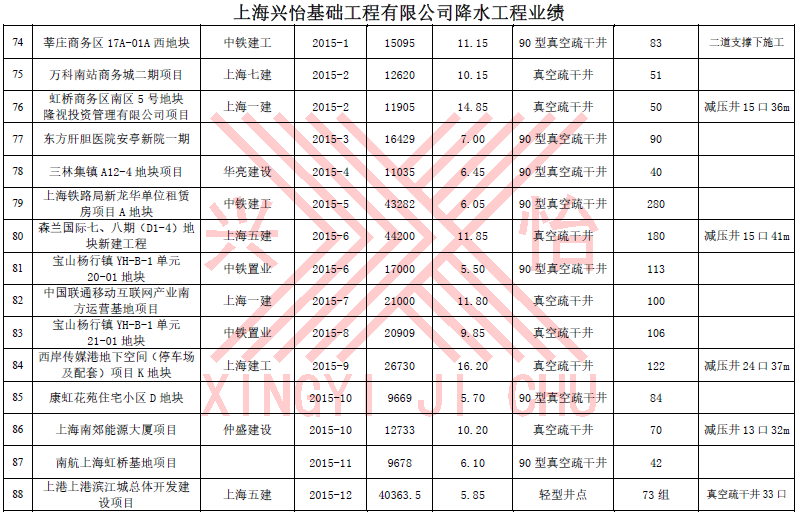 上海兴怡基础工程有限公司降水工程业绩
74 莘庄商务区 17A-01A 西地块 中铁建工 2015-1 15095 11.15 90 型真空疏干井 83 二道支撑下施工
75 万科南站商务城二期项目 上海七建 2015-2 12620 10.15 真空疏干井 51
76 虹桥商务区南区 5 号地块 上海一建 2015-2 11905 14.85 真空疏干井 50 减压井 15 口 36m
隆视投资管理有限公司项目
77 东方肝胆医院安亭新院一期 2015-3 16429 7.00 90 型真空疏干井 90
78 三林集镇 A12-4 地块项目 华亮建设 2015-4 11035 6.45 90 型真空疏干井 40
79 上海铁路局新龙华单位租赁 中铁建工 2015-5 43282 6.05 90 型真空疏干井 280
房项目 A 地块
80 森兰国际七、八期（D1-4）地 上海五建 2015-6 44200 11.85 真空疏干井 180 减压井 15 口 41m
块新建工程
81 宝山杨行镇 YH-B-1 单元 中铁置业 2015-6 17000 5.50 90 型真空疏干井 113
20-01 地块
82 中国联通移动互联网产业南 上海一建 2015-7 21000 11.80 真空疏干井 100
方运营基地项目
83 宝山杨行镇 YH-B-1 单元 中铁置业 2015-8 20909 9.85 真空疏干井 106
21-01 地块
84 西岸传媒港地下空间（停车场 上海建工 2015-9 26730 16.20 真空疏干井 122 减压井 24 口 37m
及配套）项目 K 地块
85 康虹花苑住宅小区 D 地块 2015-10 9669 5.70 90 型真空疏干井 84
86 上海南郊能源大厦项目 仲盛建设 2015-10 12733 10.20 真空疏干井 70 减压井 13 口 32m
87 南航上海虹桥基地项目 2015-11 9678 6.10 90 型真空疏干井 42
88 上港上港滨江城总体开发建 上海五建 2015-12 40363.5 5.85 轻型井点 73 组 真空疏干井 33 口
设项目
兴 怡
XINGYI JI CHU